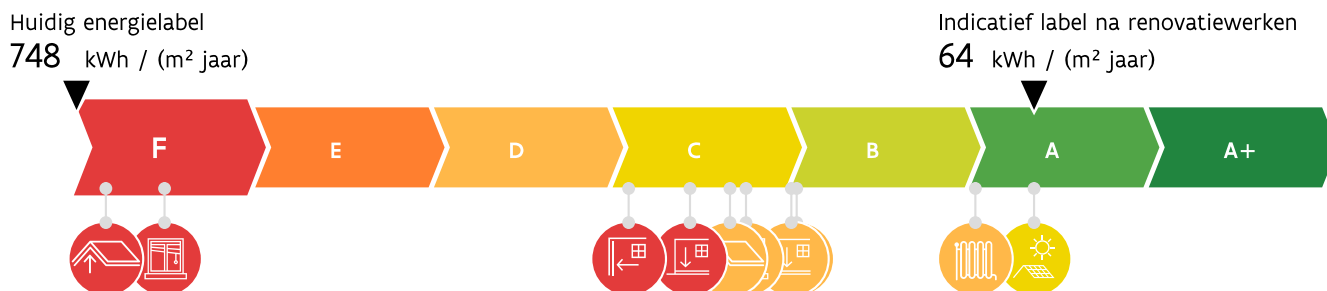 Huidig energielabel
748 kWh / (m² jaar)
Indicatief label na renovatiewerken
64 kWh / (m² jaar)
F E D C B A A+